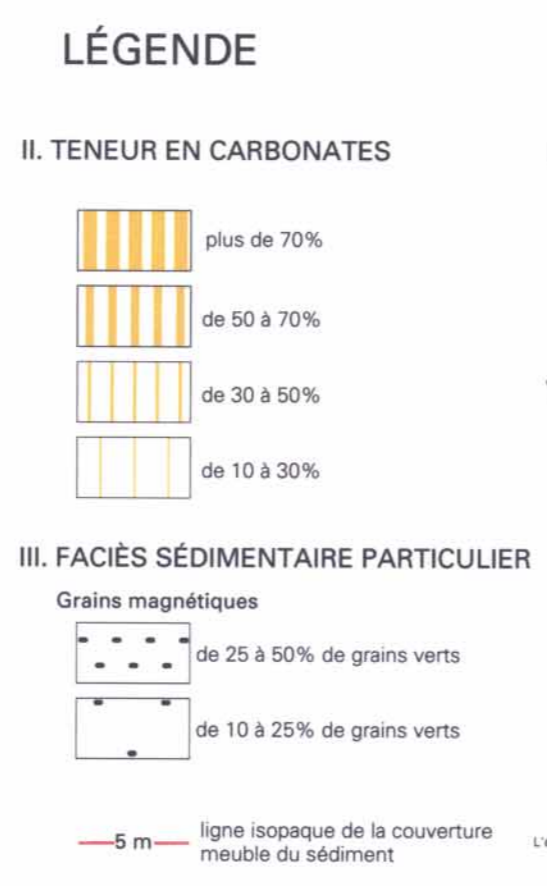 LÉGENDE
II. TENEUR EN CARBONATES
plus de 70%
de 50 à 70%
de 30 à 50%
de 10 à 30%
III. FACIÈS SÉDIMENTAIRE PARTICULIER
Grains magnétiques
de 25 à 50% de grains verts
de 10 à 25% de grains verts
5 m
ligne isopaque de la couverture
meuble du sédiment